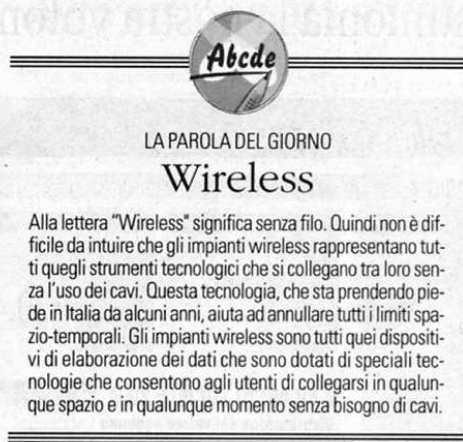 Abcde
LA PAROLA DEL GIORNO
Wireless
Alla lettera "Wireless" significa senza filo. Quindi non è dif-
ficile da intuire che gli impianti wireless rappresentano tut-
ti quegli strumenti tecnologici che si collegano tra loro sen-
za l'uso dei cavi. Questa tecnologia, che sta prendendo pie-
de in Italia da alcuni anni, aiuta ad annullare tutti i limiti spa-
zio-temporali. Gli impianti wireless sono tutti quei dispositi-
vi di elaborazione dei dati che sono dotati di speciali tec-
nologie che consentono agli utenti di collegarsi in qualun-
que spazio e in qualunque momento senza bisogno di cavi.